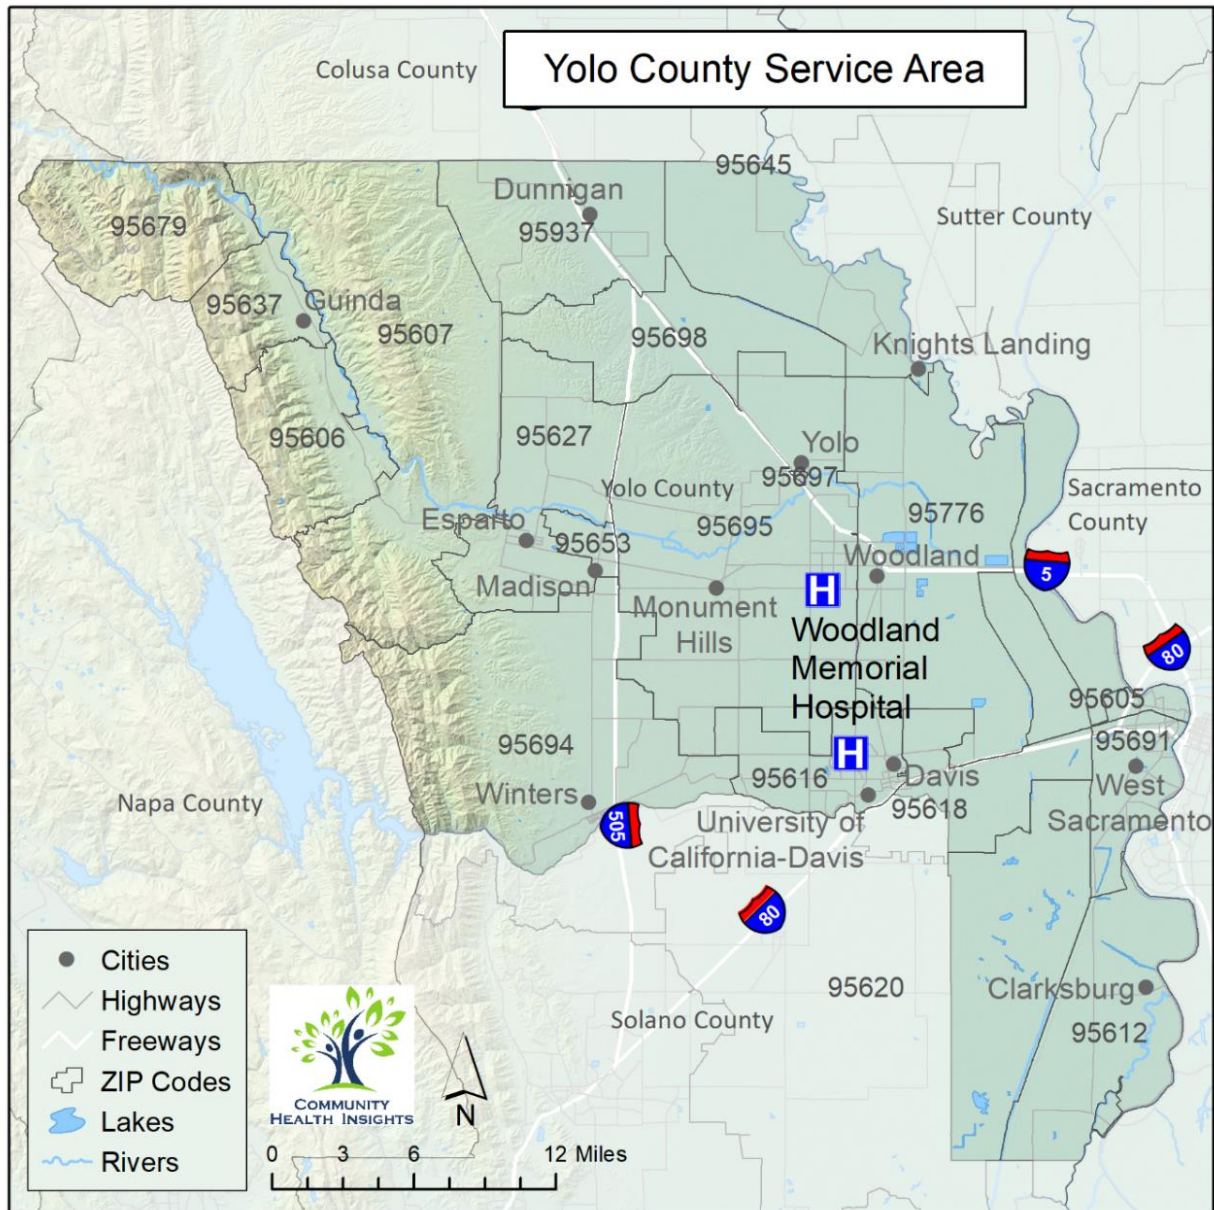 Yolo County Service Area
Colusa County
95645
Dunnigan
95937
Sutter County
95679
95637
Guinda
95607
95698
Knights Landing
95606
95627
Yolo
95697
Yolo County
Sacramento
County
95776
95695
Esparto
95653
Woodland
5
Madison
Monument
Hills
H
Woodland
Memorial
Hospital
80
95605
95694
95691
H
95616
Davis
West
Sacramento
Napa County
Winters
95618
505
University of
California-Davis
80
95620
Clarksburg
Solano County
95612
Cities
Highways
Freeways
ZIP Codes
Lakes
Rivers
COMMUNITY
HEALTH INSIGHTS
N
0 3 6 12 Miles